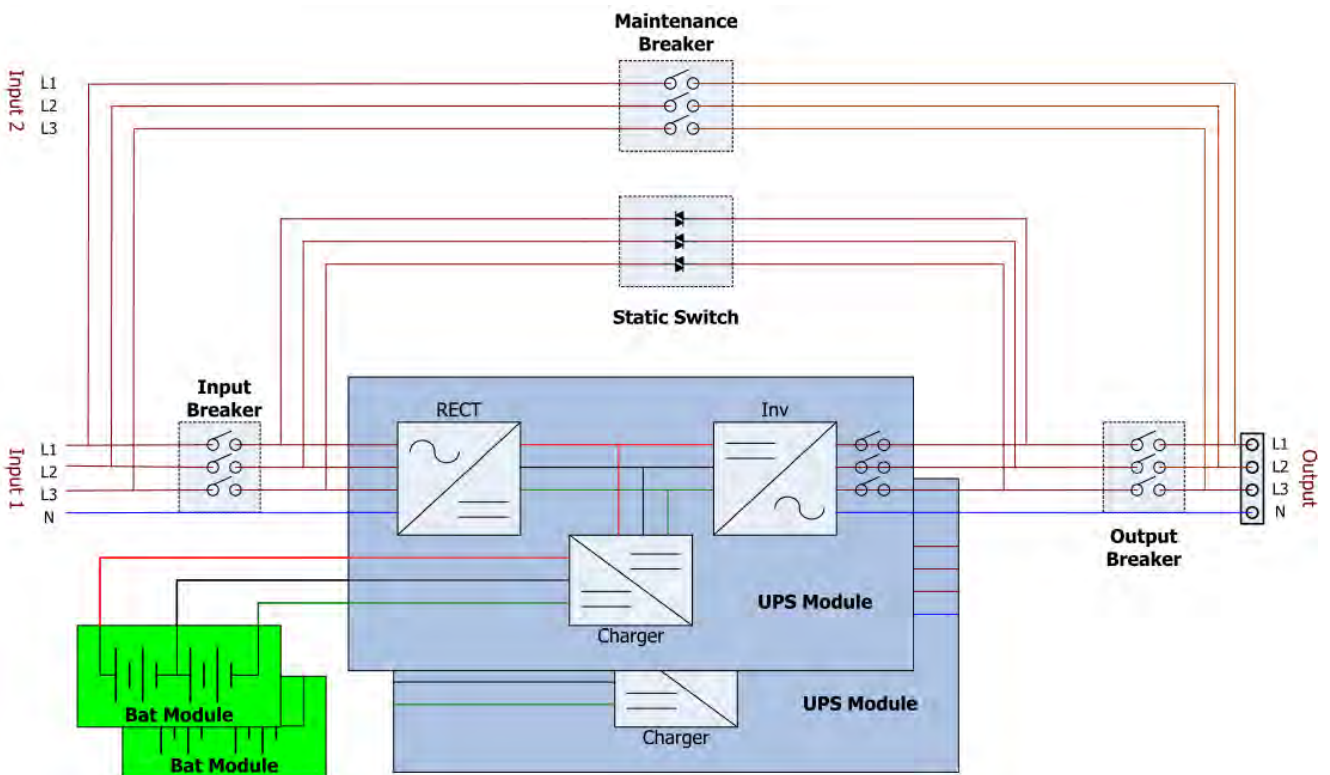 Maintenance
Breaker
Input 2
L1
L2
L3
Static Switch
Input
Breaker
RECT
Inv
Input 1
L1
L2
L3
N
L1
L2
L3
N
Output
Output
Breaker
UPS Module
Charger
UPS Module
Charger
Bat Module
Bat Module